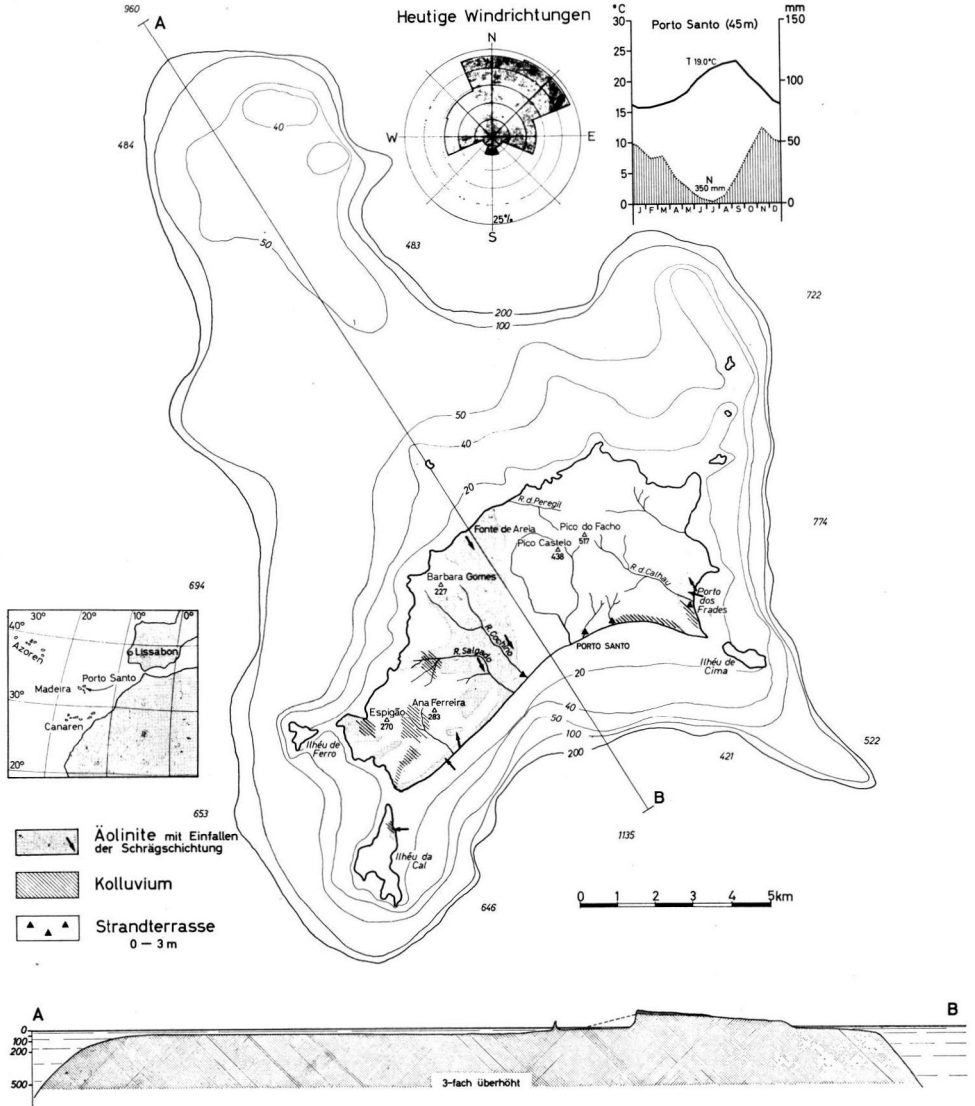 960
A
Heutige Windrichtungen
N
W
E
S
25%
°C
mm
Porto Santo (45m)
30
150
25
20
100
15
10
50
5
0
0
T 19.0°C
N
350 mm
J F M A M J J A S O N D
40
484
50
483
722
200
100
50
40
20
R.d.Peregil
Fonte de Areia
Pico do Facho
517
Pico Castelo
438
774
Barbara Gomes
227
R.d.Calhau
694
Porto
dos
Frades
R.Cochino
PORTO SANTO
R.Salgado
Ilhéu de
Cima
20
30° 20° 10° 0°
40°
Azoren
Lissabon
Porto Santo
Madeira
30°
Canaren
20°
Ana Ferreira
283
Espigão
270
40
50
100
200
Ilhéu de
Ferro
421
522
B
653
1135
Ilhéu da
Cal
646
Äolinite mit Einfallen
der Schrägschichtung
Kolluvium
Strandterrasse
0 — 3 m
0 1 2 3 4 5km
A
B
0
100
200
500
3-fach überhöht